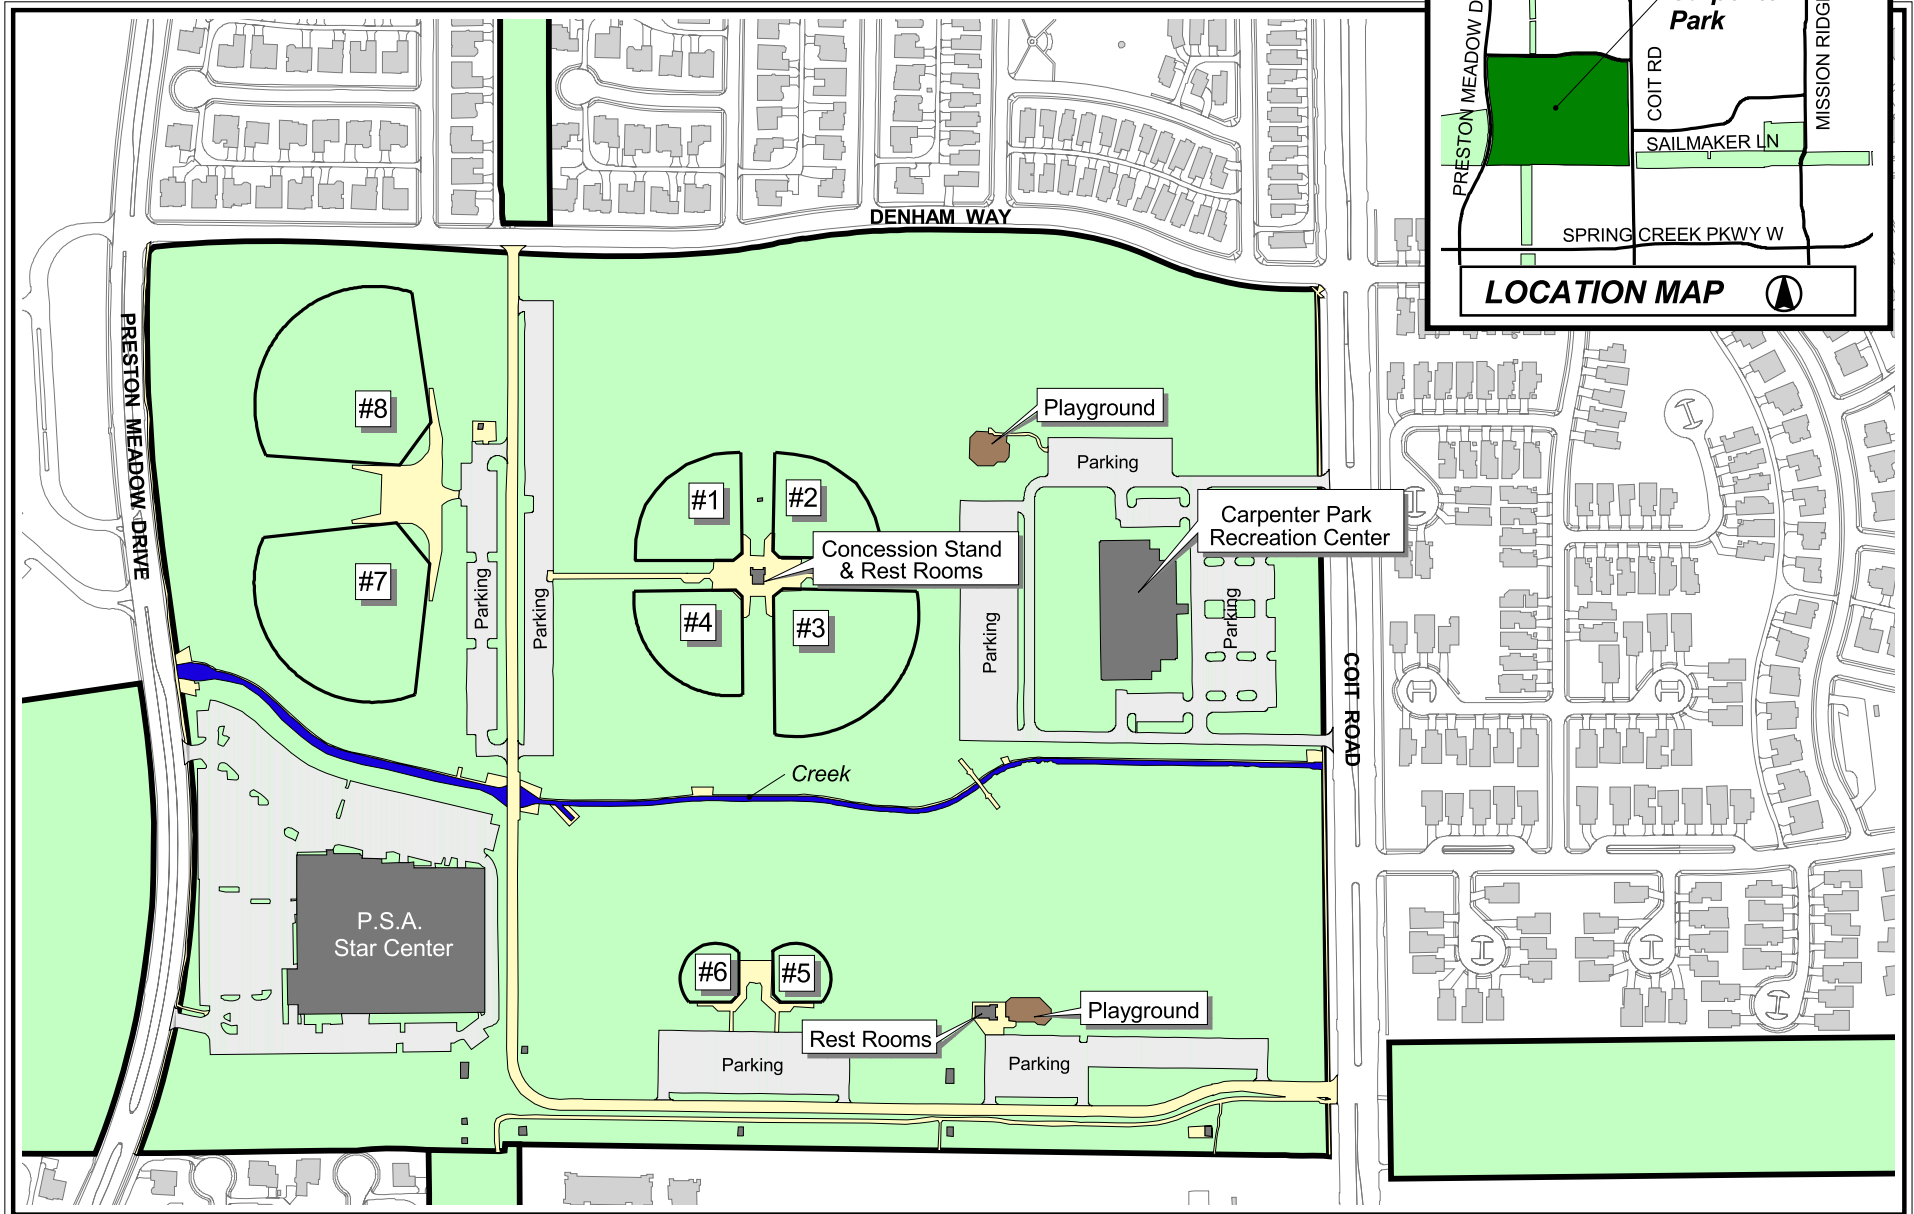 Park
PRESTON MEADOW D
COIT RD
MISSION RIDG
SAILMAKER LN
SPRING CREEK PKWY W
LOCATION MAP
DENHAM WAY
PRESTON MEADOW DRIVE
#8
Playground
Parking
#1
#2
Carpenter Park
Recreation Center
Concession Stand
& Rest Rooms
#7
Parking
Parking
#4
#3
Parking
Parking
COIT ROAD
Creek
P.S.A.
Star Center
#6
#5
Playground
Rest Rooms
Parking
Parking